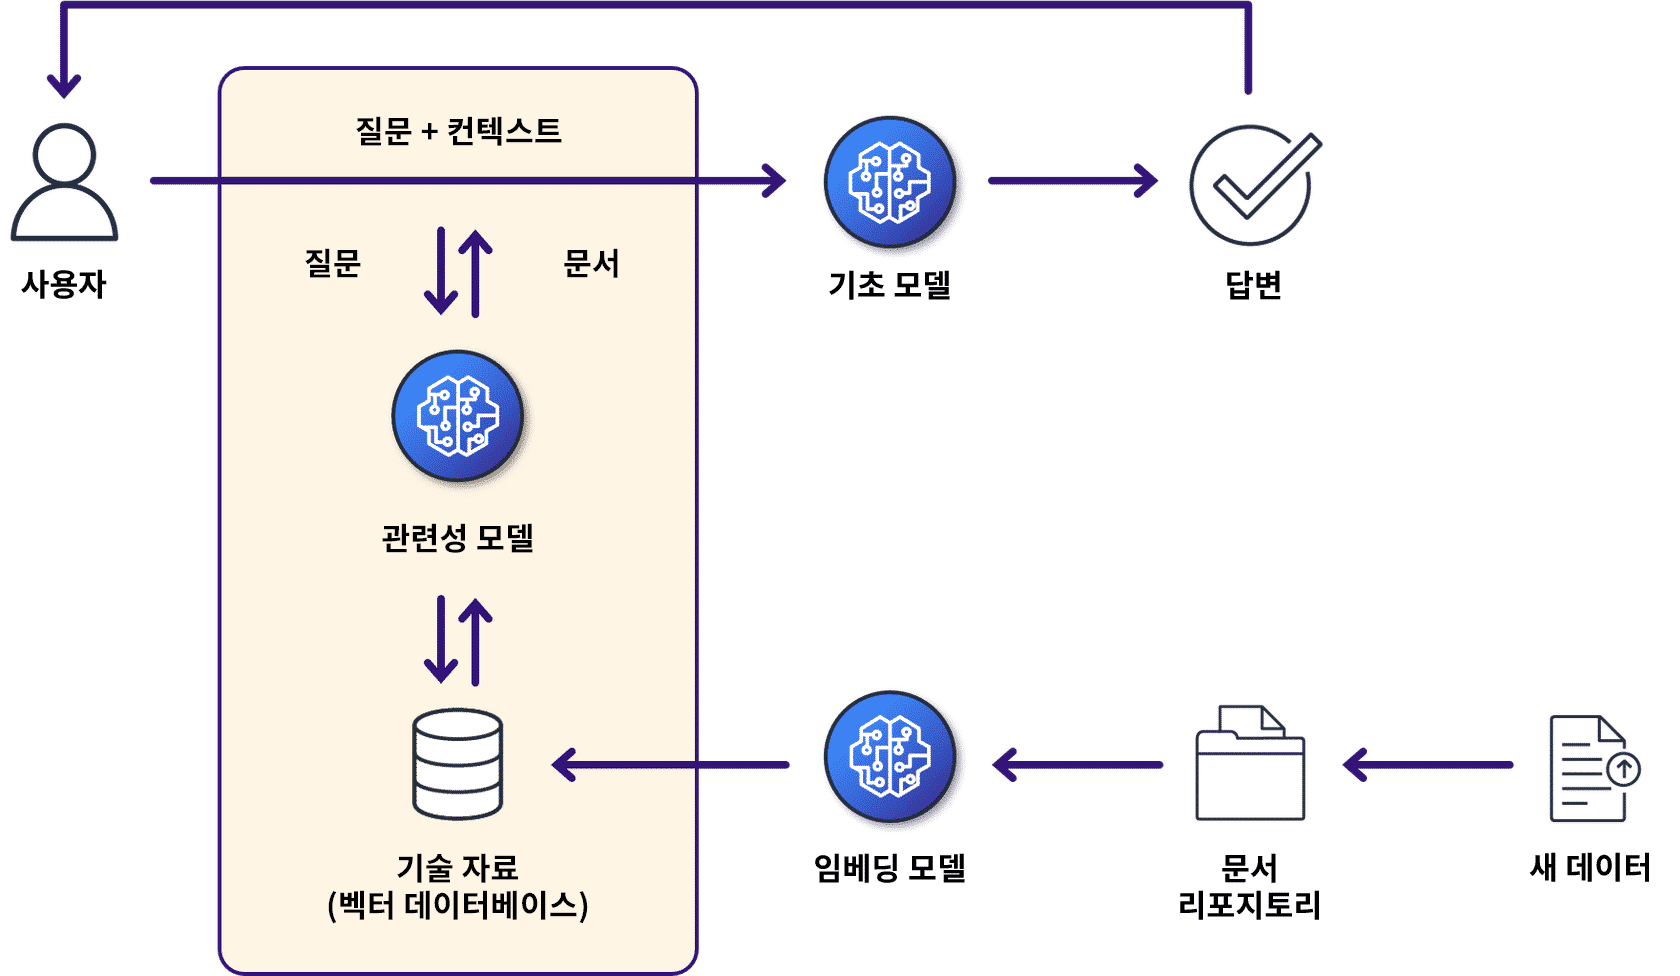 질문 + 컨텍스트
질문
문서
사용자
기초 모델
답변
관련성 모델
기술 자료
(벡터 데이터베이스)
임베딩 모델
문서
리포지토리
새 데이터